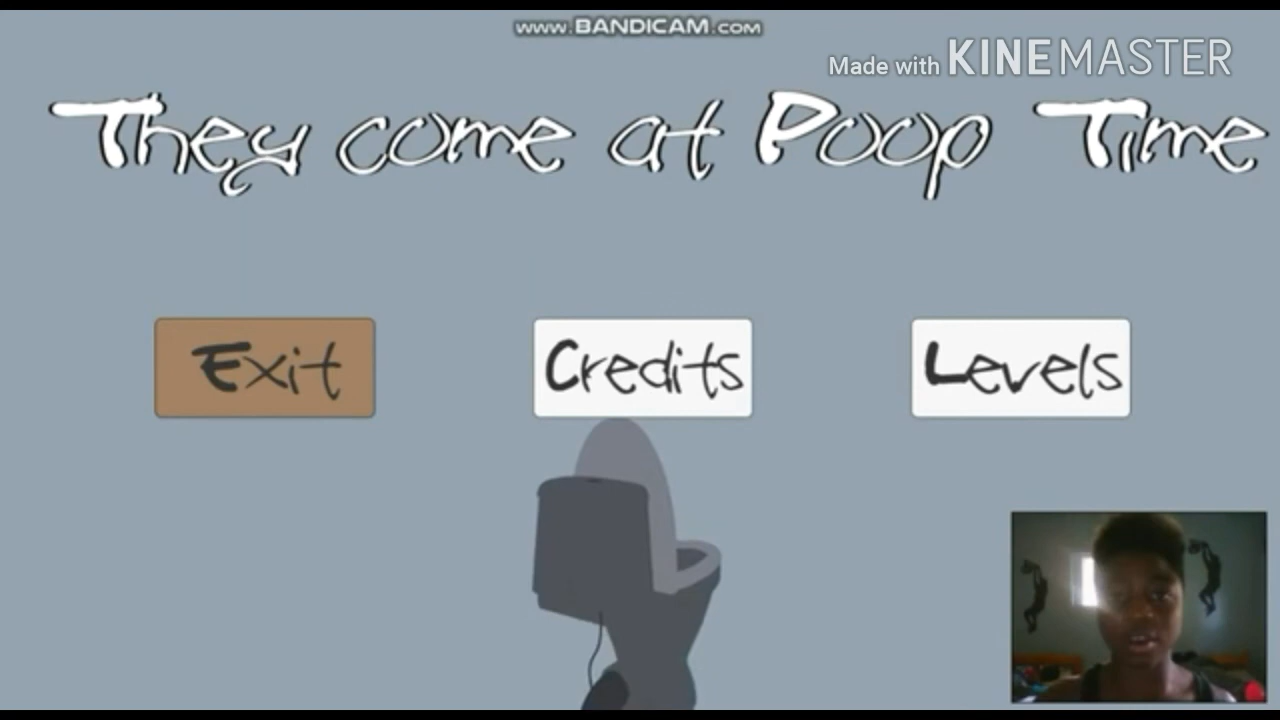 www.BANDICAM.com
Made with KINEMASTER
They come at Poop Time
Exit
Credits
Levels